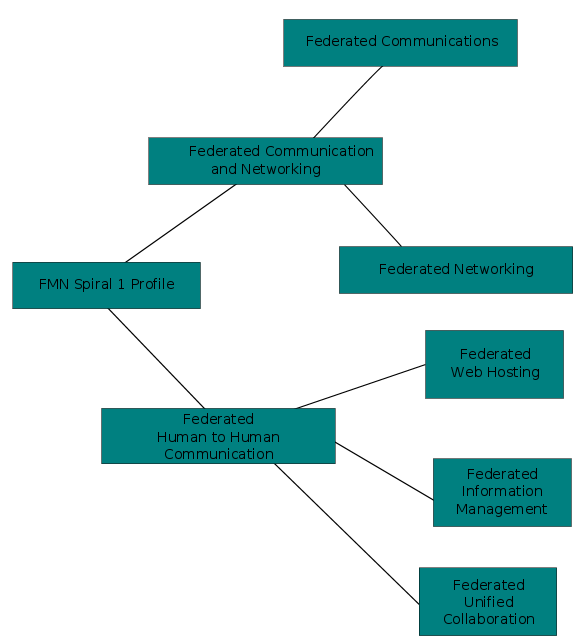 Federated Communications
Federated Communication
and Networking
Federated Networking
FMN Spiral 1 Profile
Federated
Web Hosting
Federated
Human to Human
Communication
Federated
Information
Management
Federated
Unified
Collaboration